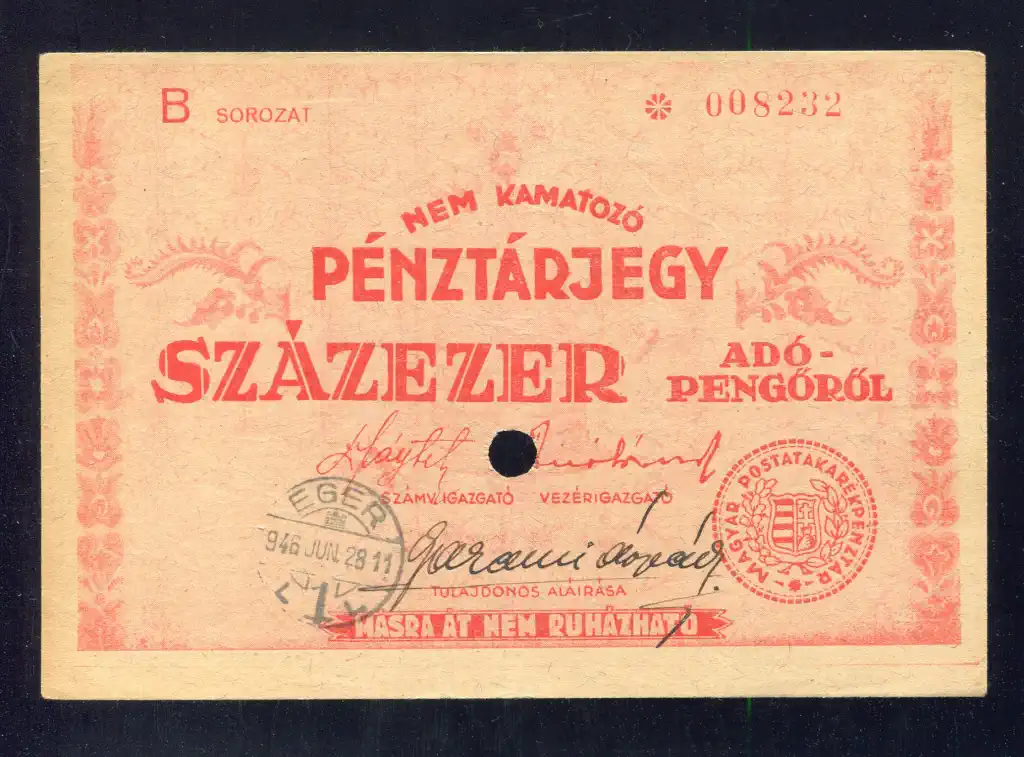 B SOROZAT
008232
NEM KAMATOZÓ
PÉNZTÁRJEGY
SZÁZEZER
ADÓ-
PENGŐRŐL
SZÁMV. IGAZGATÓ VEZÉRIGAZGATÓ
MAGYAR POSTATAKARÉKPÉNZTÁR
EGER
946 JUN. 28 11
TULAJDONOS ALÁIRÁSA
MÁSRA ÁT NEM RUHÁZHATÓ